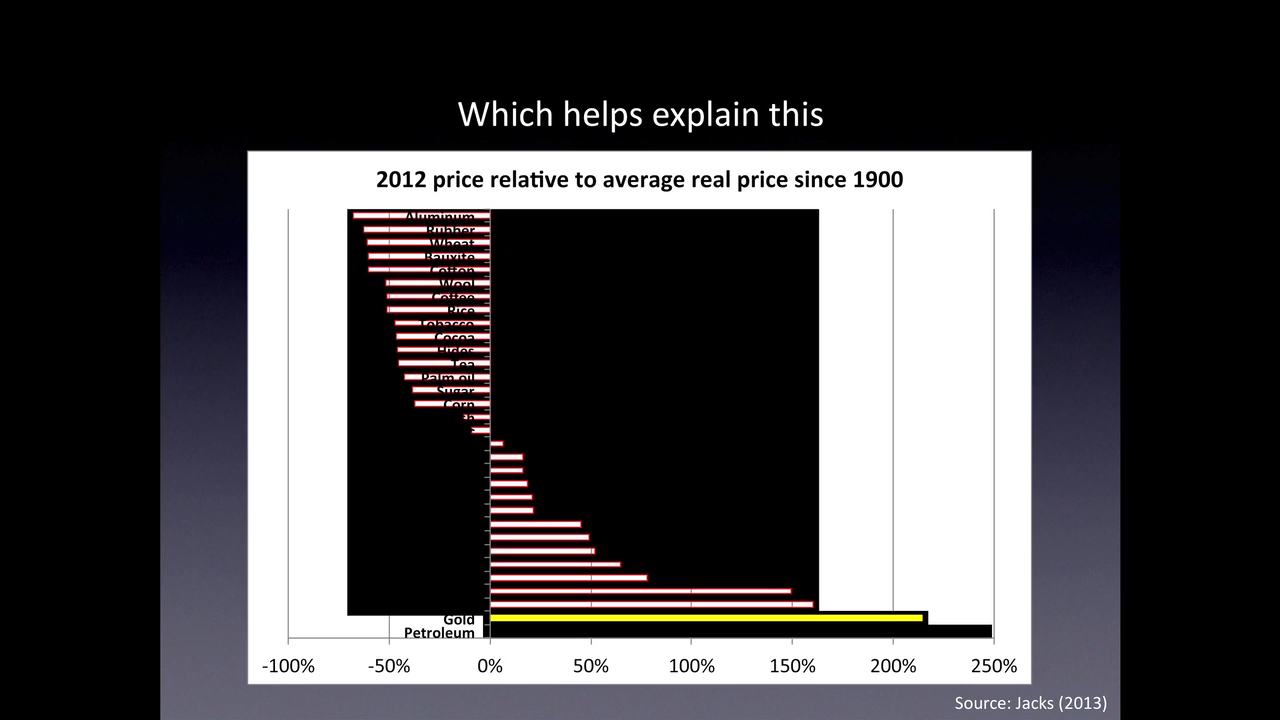 Which helps explain this
2012 price relative to average real price since 1900
Aluminum
Rubber
Wheat
Bauxite
Cotton
Wool
Coffee
Rice
Tobacco
Cocoa
Hides
Tea
Palm oil
Sugar
Corn
Gold
Petroleum
-100% -50% 0% 50% 100% 150% 200% 250%
Source: Jacks (2013)